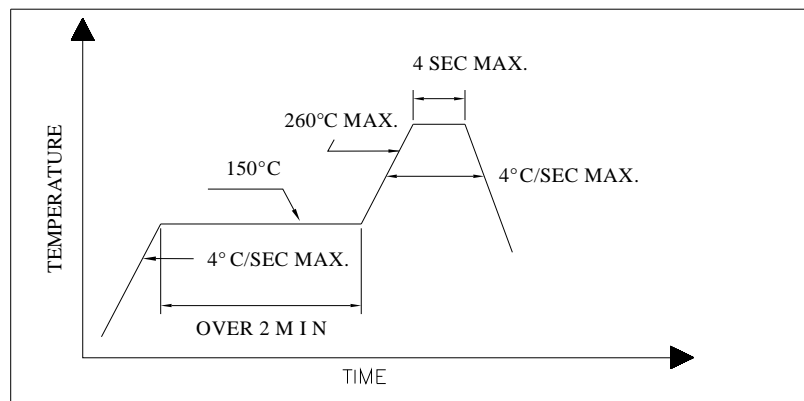 4 SEC MAX.
260°C MAX.
150°C
4°C/SEC MAX.
4° C/SEC MAX.
OVER 2 M I N
TEMPERATURE
TIME